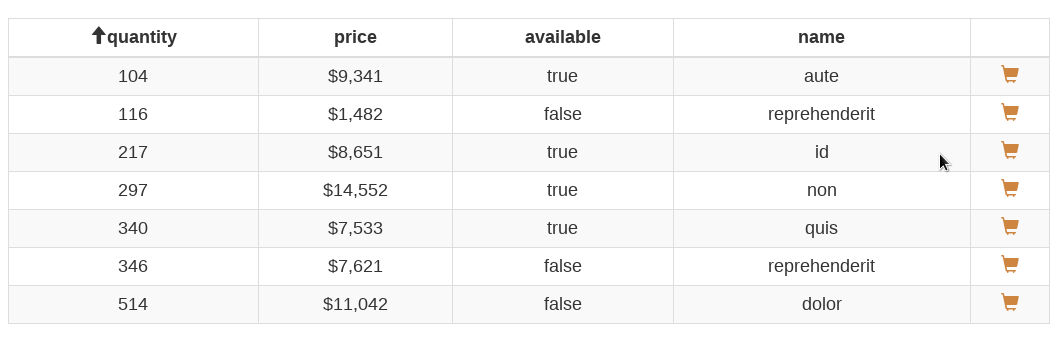 quantity price available name
104 $9,341 true aute
116 $1,482 false reprehenderit
217 $8,651 true id
297 $14,552 true non
340 $7,533 true quis
346 $7,621 false reprehenderit
514 $11,042 false dolor